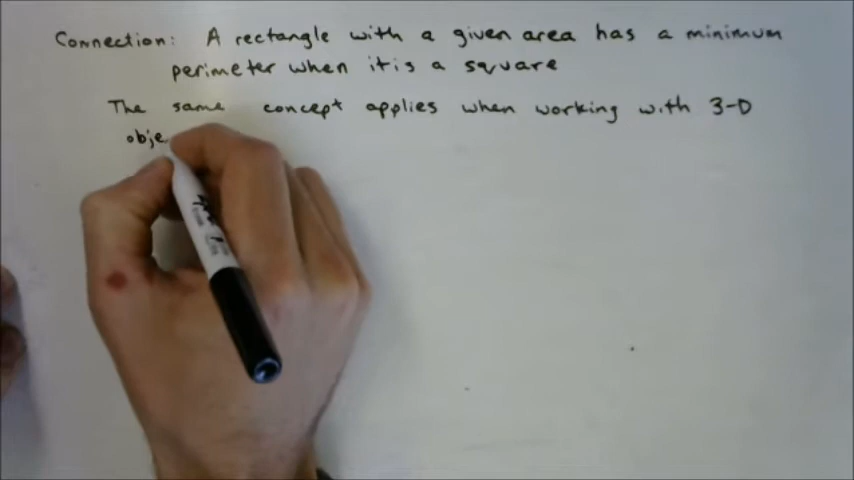 Connection: A rectangle with a given area has a minimum
perimeter when it is a square
The same concept applies when working with 3-D
obje